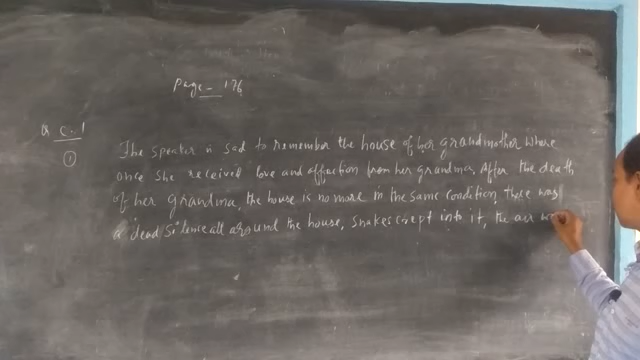 Page - 176
Q C. 1
(1)
The speaker is sad to remember the house of her grandmother where
once she received love and affection from her grandma. After the death
of her grandma the house is no more in the same condition, there was
a dead silence all around the house, snakes crept into it, the air